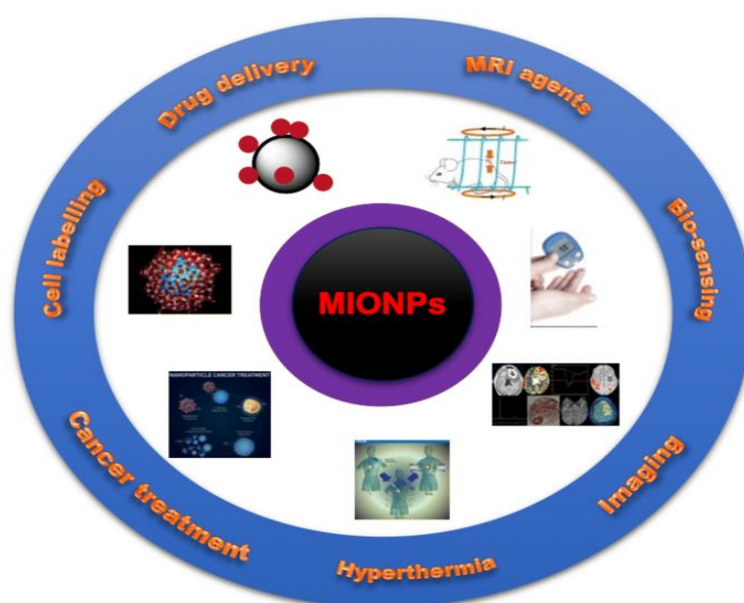 Drug delivery
MRI agents
Cell labelling
Bio-sensing
MIONPs
NANOPARTICLE CANCER TREATMENT
Cancer treatment
Imaging
Hyperthermia